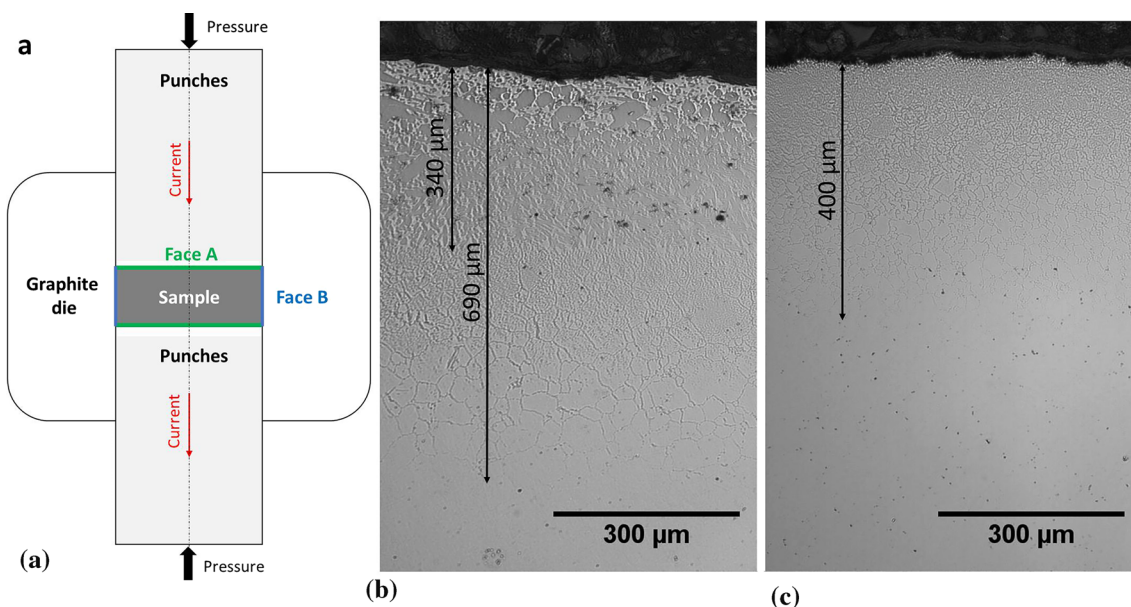 a
Pressure
Punches
Current
Face A
Graphite
die
Sample
Face B
Punches
Current
Pressure
(a)
340 µm
690 µm
300 µm
(b)
400 µm
300 µm
(c)